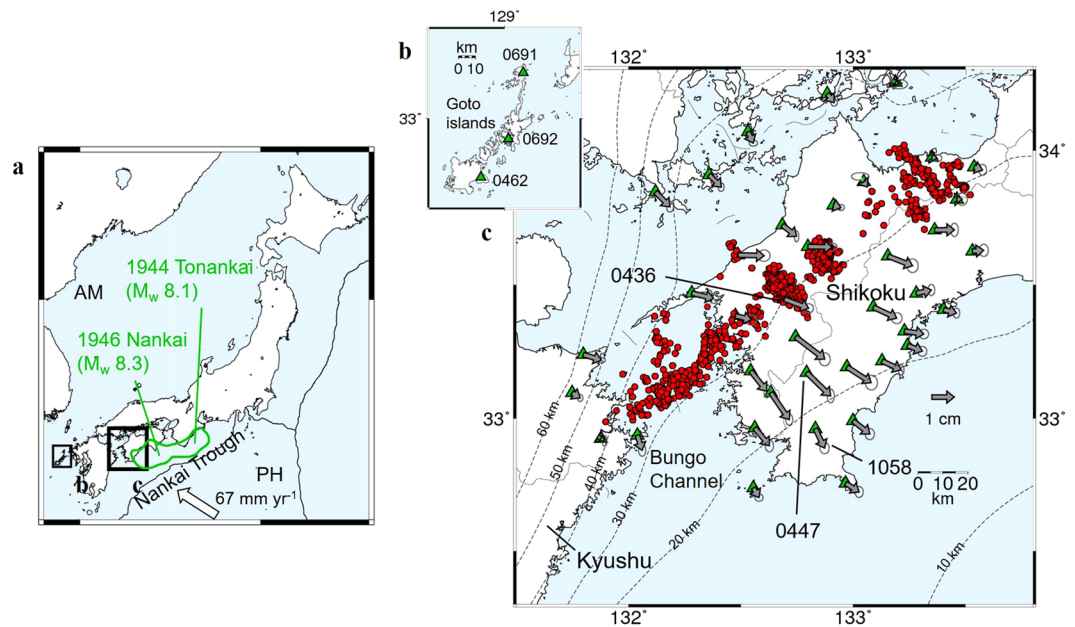 a
AM
1944 Tonankai
(Mw 8.1)
1946 Nankai
(Mw 8.3)
b
c
Nankai Trough
PH
67 mm yr-1
b
129°
33°
km
0 10
Goto
islands
0691
0692
0462
c
132°
133°
34°
33°
33°
132°
133°
0436
Shikoku
60 km
50 km
40 km
30 km
20 km
10 km
Bungo
Channel
Kyushu
0447
1058
1 cm
0 10 20
km